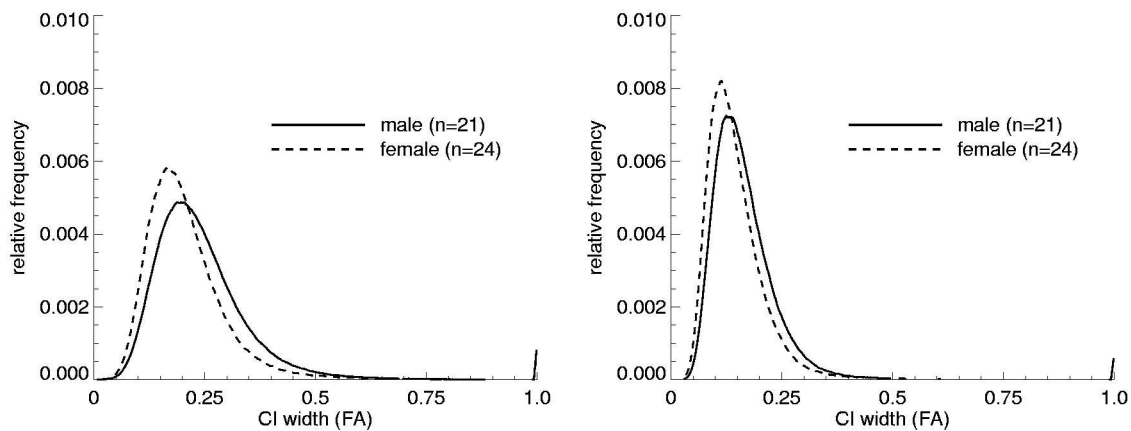 0.010
0.008
0.006
0.004
0.002
0.000
relative frequency
male (n=21)
female (n=24)
0
0.25
0.5
0.75
1.0
CI width (FA)
0.010
0.008
0.006
0.004
0.002
0.000
relative frequency
male (n=21)
female (n=24)
0
0.25
0.5
0.75
1.0
CI width (FA)